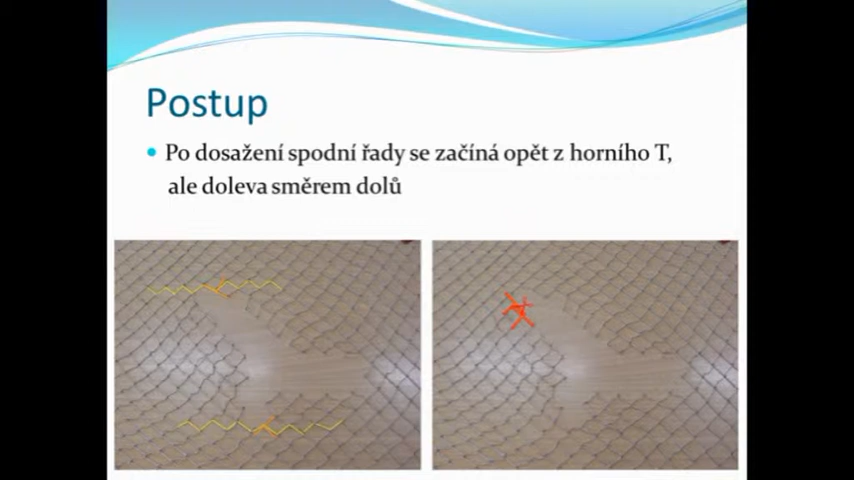 Postup
Po dosažení spodní řady se začíná opět z horního T,
ale doleva směrem dolů